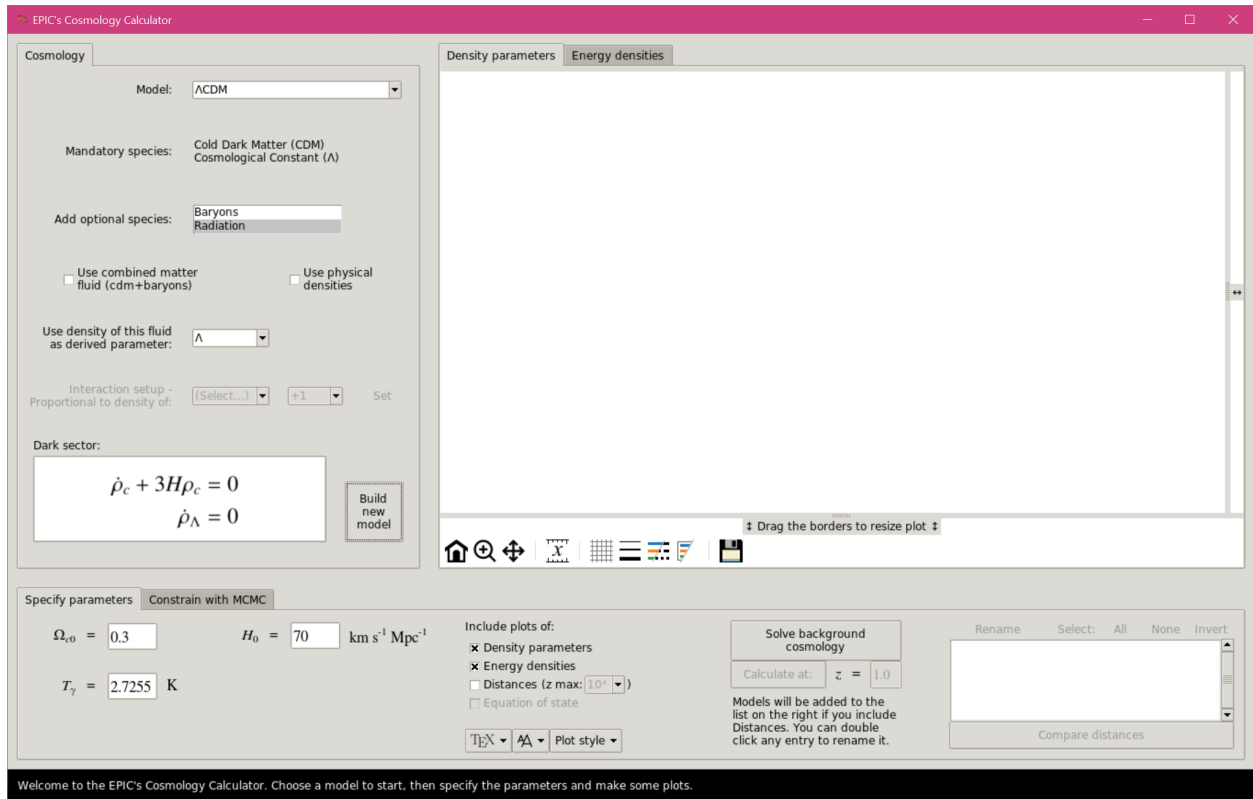 EPIC's Cosmology Calculator
Cosmology
Model: ΛCDM
Mandatory species:
Cold Dark Matter (CDM)
Cosmological Constant (Λ)
Add optional species:
Baryons
Radiation
Use combined matter
fluid (cdm+baryons)
Use physical
densities
Use density of this fluid
as derived parameter:
Λ
Interaction setup -
Proportional to density of:
(Select...) +1 Set
Dark sector:
ρ̇c + 3Hρc = 0
ρ̇Λ = 0
Build
new
model
Density parameters Energy densities
↔
↕ Drag the borders to resize plot ↕
x
Specify parameters Constrain with MCMC
Ωc0 = 0.3 H0 = 70 km s⁻¹ Mpc⁻¹
Tγ = 2.7255 K
Include plots of:
Density parameters
Energy densities
Distances (z max: 10⁴ )
Equation of state
TEX AA Plot style
Solve background
cosmology
Calculate at: z = 1.0
Models will be added to the
list on the right if you include
Distances. You can double
click any entry to rename it.
Rename Select: All None Invert
Compare distances
Welcome to the EPIC's Cosmology Calculator. Choose a model to start, then specify the parameters and make some plots.